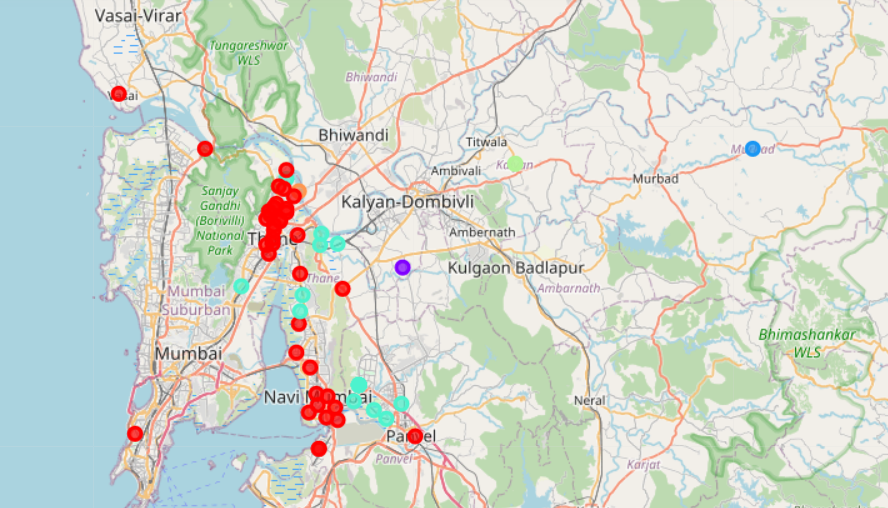 Vasai-Virar
Tungareshwar
WLS
Bhiwandi
Bhiwandi
Titwala
Ambivali
Murbad
Sanjay
Gandhi
(Borivili)
National
Park
Kalyan-Dombivli
Ambernath
Thane
Kulgaon Badlapur
Ambarnath
Mumbai
Suburban
Bhimashankar
WLS
Mumbai
Navi Mumbai
Neral
Panvel
Panvel
Karjat